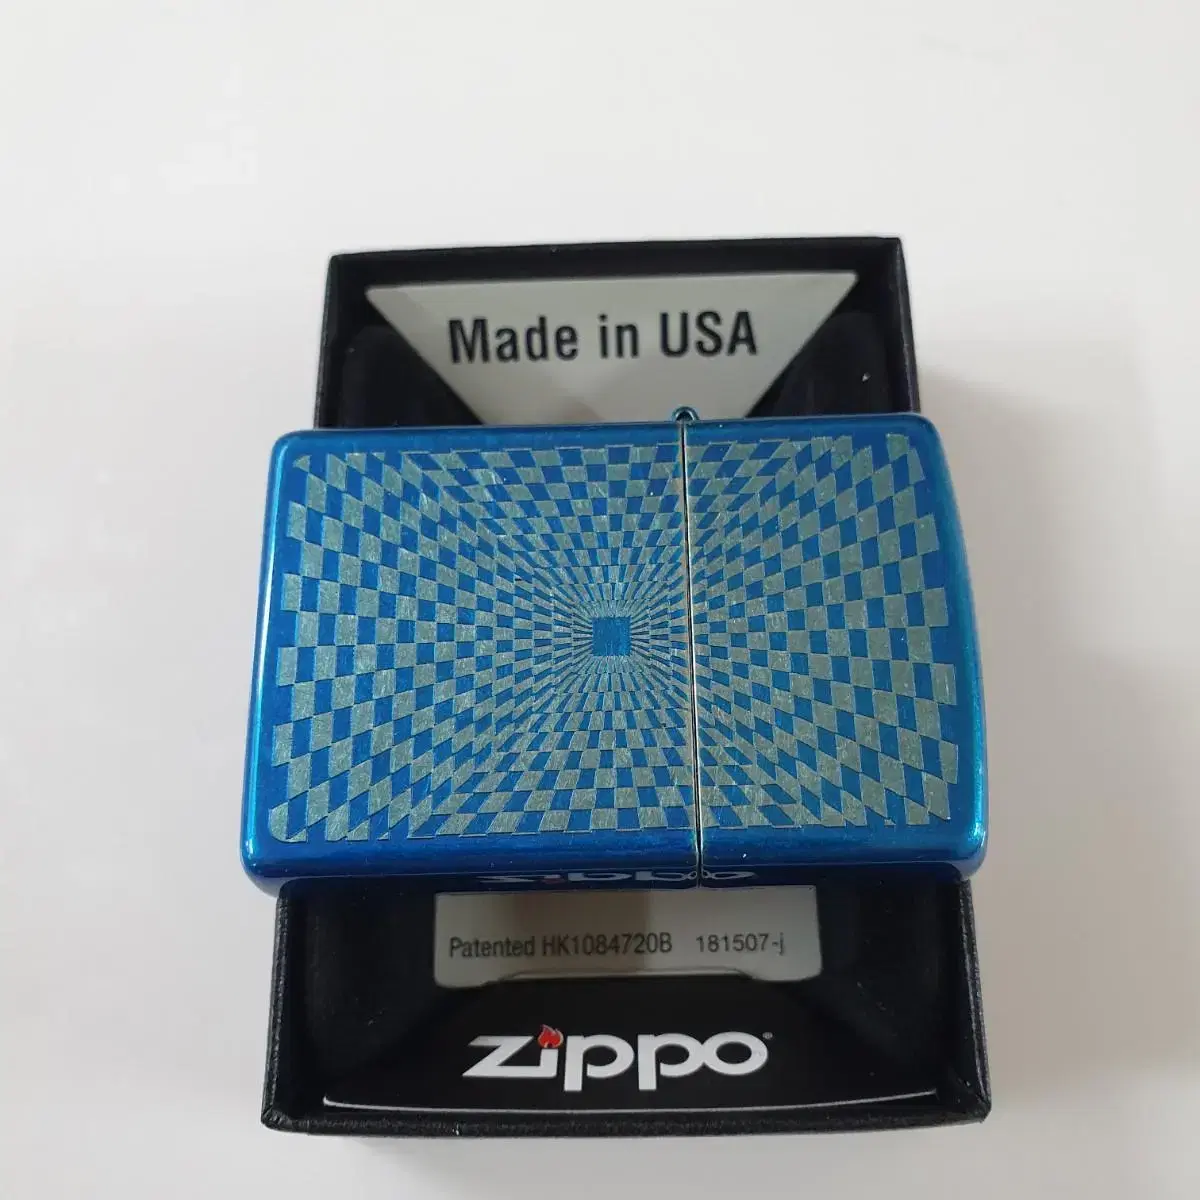 Made in USA
Patented HK1084720B 181507-j
zippo®